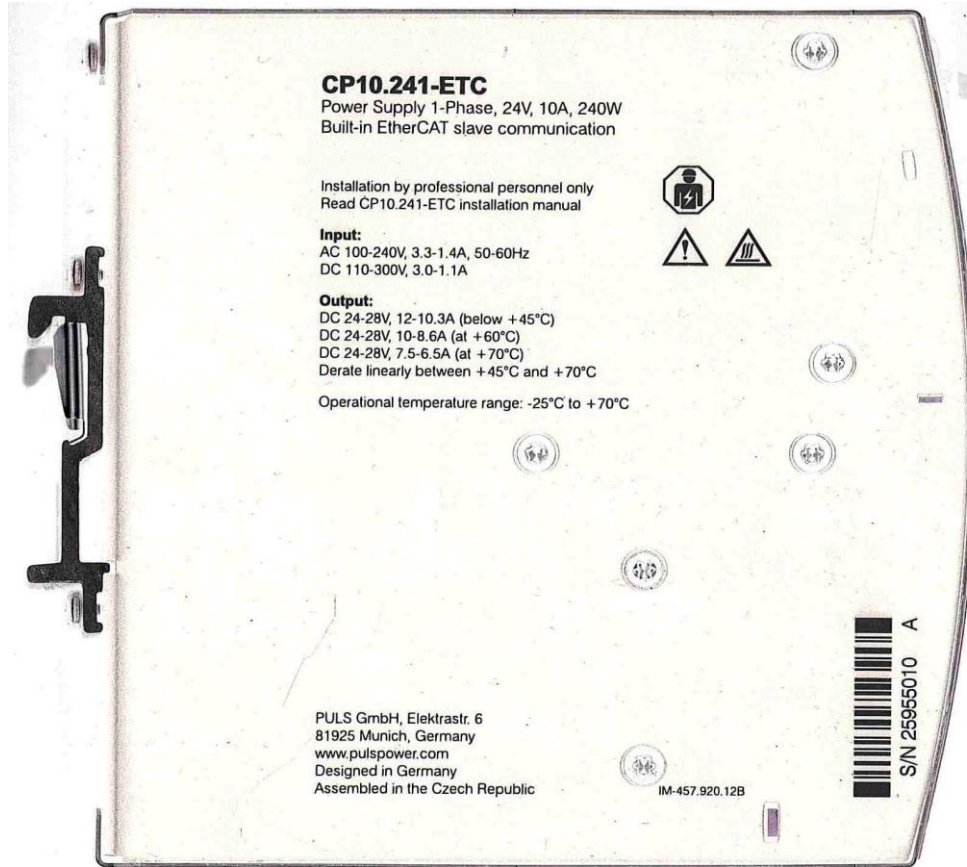 CP10.241-ETC
Power Supply 1-Phase, 24V, 10A, 240W
Built-in EtherCAT slave communication
Installation by professional personnel only
Read CP10.241-ETC installation manual
Input:
AC 100-240V, 3.3-1.4A, 50-60Hz
DC 110-300V, 3.0-1.1A
Output:
DC 24-28V, 12-10.3A (below +45°C)
DC 24-28V, 10-8.6A (at +60°C)
DC 24-28V, 7.5-6.5A (at +70°C)
Derate linearly between +45°C and +70°C
Operational temperature range: -25°C to +70°C
PULS GmbH, Elektrastr. 6
81925 Munich, Germany
www.pulspower.com
Designed in Germany
Assembled in the Czech Republic
IM-457.920.12B
S/N 25955010 A